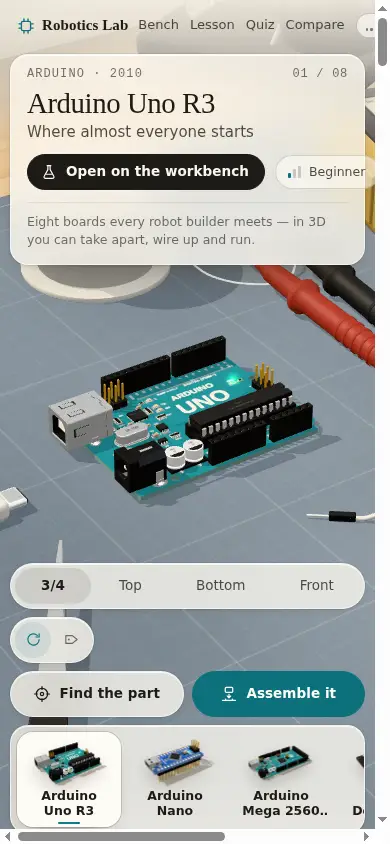 Robotics Lab Bench Lesson Quiz Compare
ARDUINO · 2010 01 / 08
Arduino Uno R3
Where almost everyone starts
Open on the workbench Beginner
Eight boards every robot builder meets — in 3D
you can take apart, wire up and run.
ARDUINO
UNO
3/4 Top Bottom Front
Find the part Assemble it
Arduino
Uno R3
Arduino
Nano
Arduino
Mega 2560..